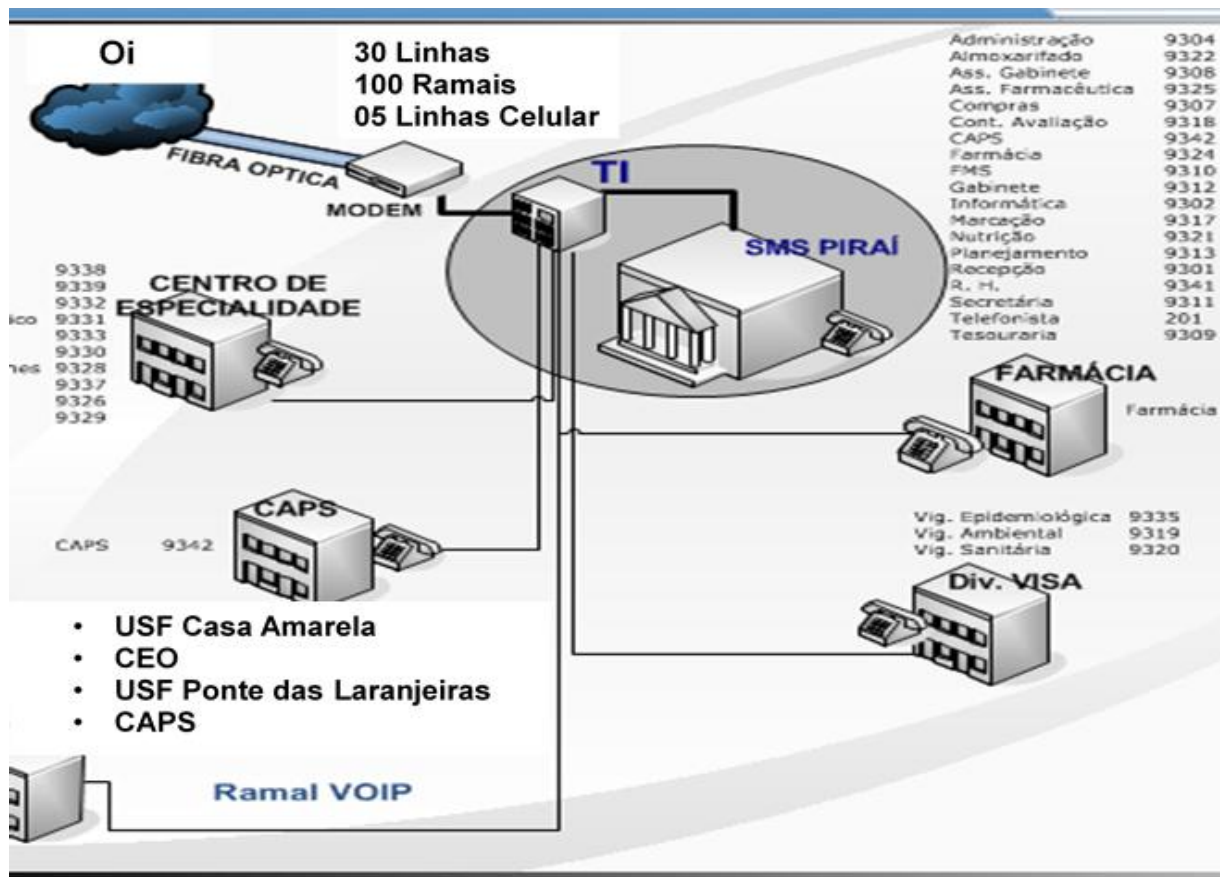 Oi
30 Linhas
100 Ramais
05 Linhas Celular
FIBRA OPTICA
MODEM
TI
SMS PIRAÍ
Administração 9304
Almoxarifado 9322
Ass. Gabinete 9308
Ass. Farmacêutica 9325
Compras 9307
Cont. Avaliação 9318
CAPS 9342
Farmácia 9324
FMS 9310
Gabinete 9312
Informática 9302
Marcação 9317
Nutrição 9321
Planejamento 9313
Recepção 9301
R. H. 9341
Secretária 9311
Telefonista 201
Tesouraria 9309
CENTRO DE
ESPECIALIDADE
9338
9339
9332
ico 9331
9333
9330
nes 9328
9337
9326
9329
FARMÁCIA
Farmácia
CAPS
CAPS 9342
Vig. Epidemiológica 9335
Vig. Ambiental 9319
Vig. Sanitária 9320
Div. VISA
• USF Casa Amarela
• CEO
• USF Ponte das Laranjeiras
• CAPS
Ramal VOIP